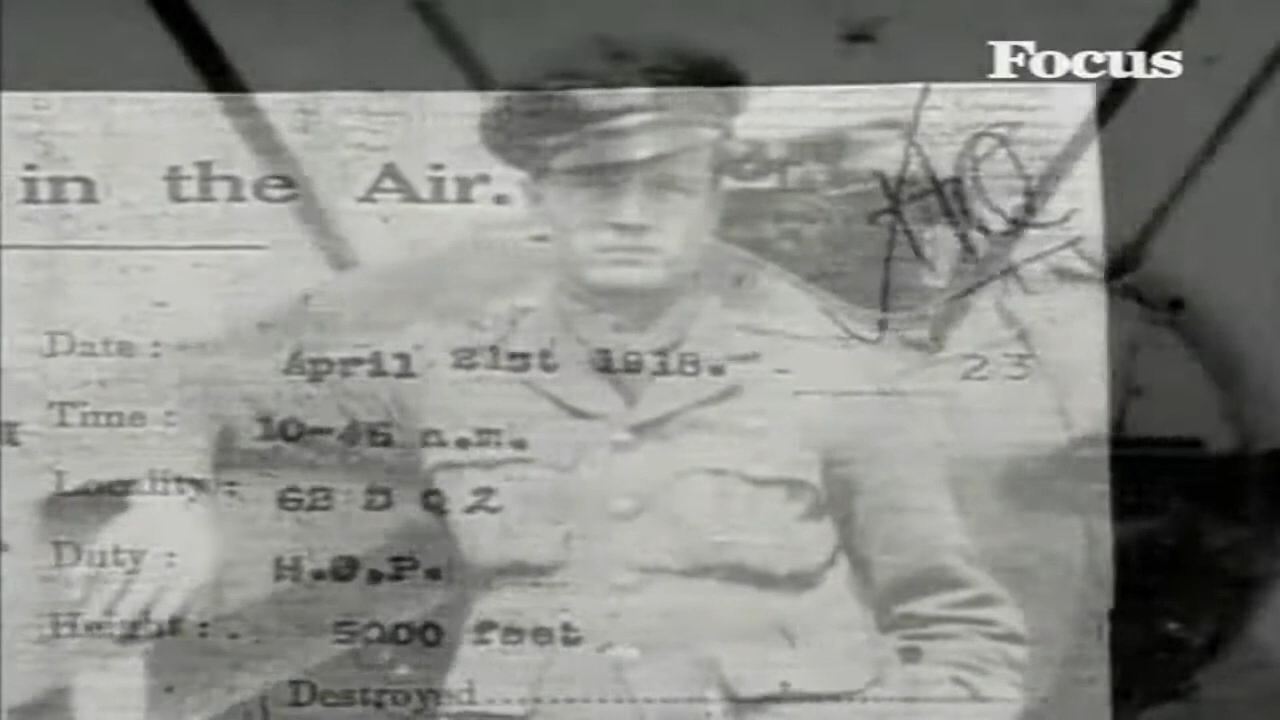 Focus
in the Air.
Date : April 21st 1918. 23
Time : 10-45 a.m.
Locality : 62 D Q 2
Duty : H.O.P.
Height : 5000 feet
Destroyed